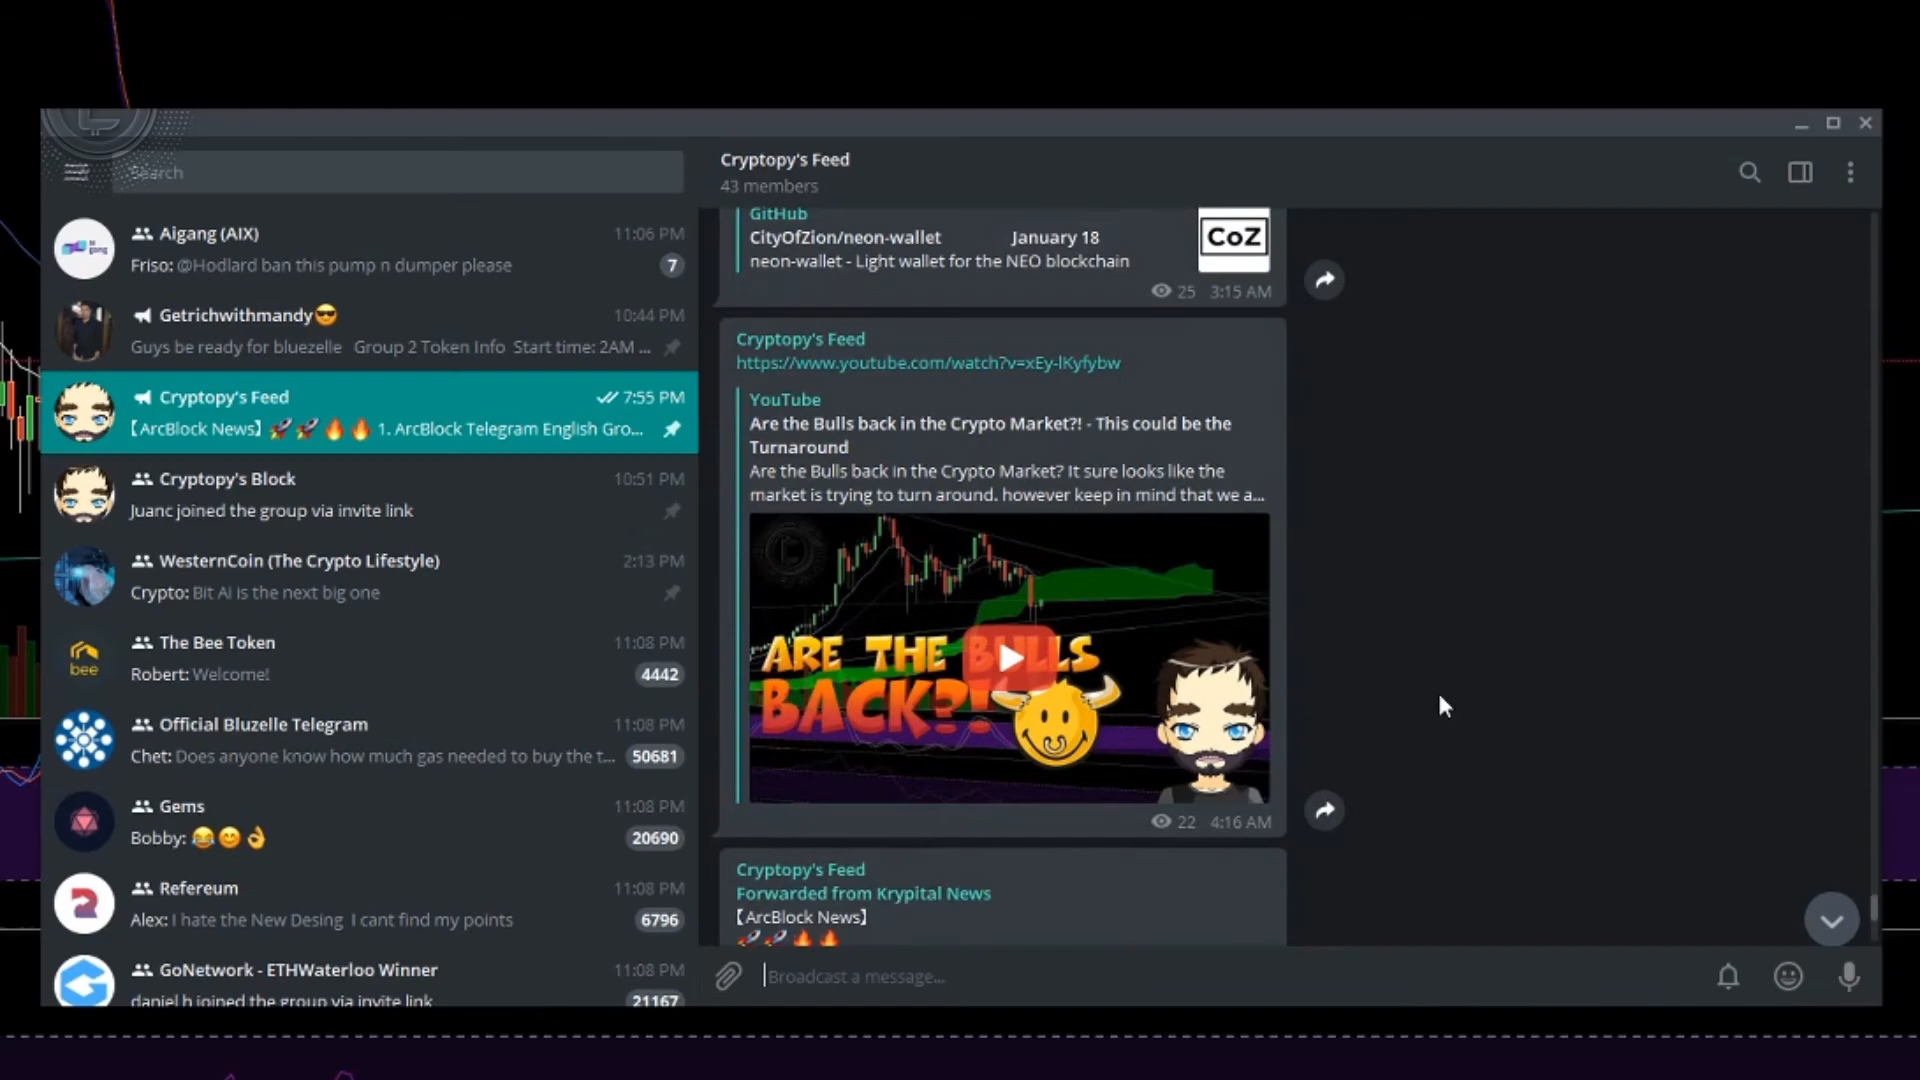 Search
Aigang (AIX) 11:06 PM
Friso: @Hodlard ban this pump n dumper please 7
Getrichwithmandy😎 10:44 PM
Guys be ready for bluezelle Group 2 Token Info Start time: 2AM ...
Cryptopy's Feed 7:55 PM
【ArcBlock News】 🚀 🚀 🔥 🔥 1. ArcBlock Telegram English Gro...
Cryptopy's Block 10:51 PM
Juanc joined the group via invite link
WesternCoin (The Crypto Lifestyle) 2:13 PM
Crypto: Bit Ai is the next big one
The Bee Token 11:08 PM
bee
Robert: Welcome! 4442
Official Bluzelle Telegram 11:08 PM
Chet: Does anyone know how much gas needed to buy the t... 50681
Gems 11:08 PM
Bobby: 😂😊👌 20690
Refereum 11:08 PM
Alex: I hate the New Desing I cant find my points 6796
GoNetwork - ETHWaterloo Winner 11:08 PM
daniel h joined the group via invite link 21167
Cryptopy's Feed
43 members
GitHub
CityOfZion/neon-wallet January 18
neon-wallet - Light wallet for the NEO blockchain
CoZ
25 3:15 AM
Cryptopy's Feed
https://www.youtube.com/watch?v=xEy-lKyfybw
YouTube
Are the Bulls back in the Crypto Market?! - This could be the
Turnaround
Are the Bulls back in the Crypto Market? It sure looks like the
market is trying to turn around. however keep in mind that we a...
ARE THE BULLS
BACK?!
22 4:16 AM
Cryptopy's Feed
Forwarded from Krypital News
【ArcBlock News】
🚀 🚀 🔥 🔥
Broadcast a message...